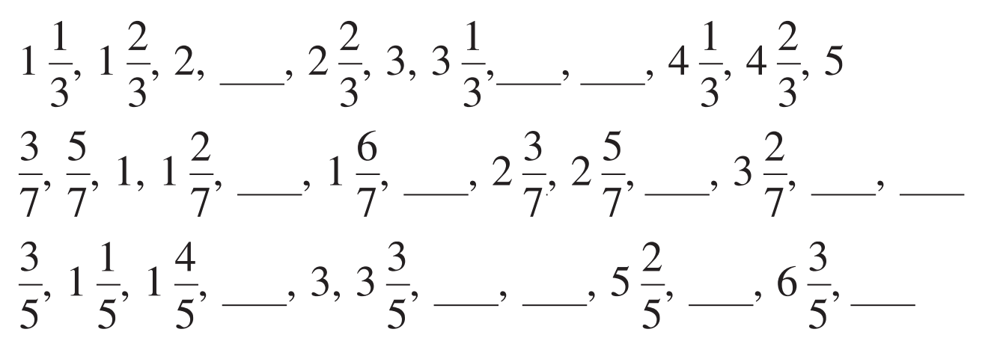 1 1/3, 1 2/3, 2, ___, 2 2/3, 3, 3 1/3, ___, ___, 4 1/3, 4 2/3, 5
3/7, 5/7, 1, 1 2/7, ___, 1 6/7, ___, 2 3/7, 2 5/7, ___, 3 2/7, ___, ___
3/5, 1 1/5, 1 4/5, ___, 3, 3 3/5, ___, ___, 5 2/5, ___, 6 3/5, ___